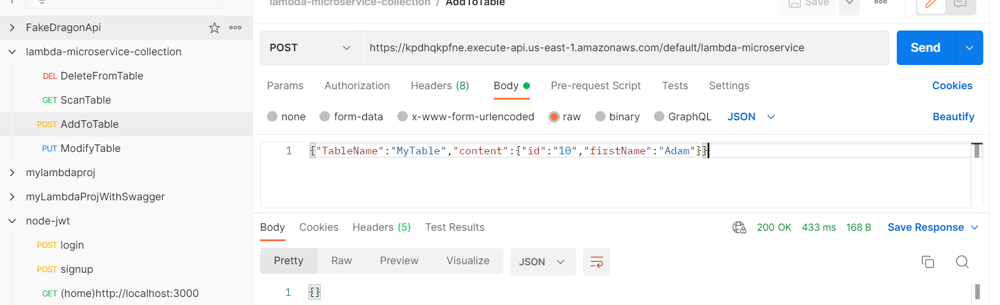 lambda-microservice-collection / AddToTable
Save
FakeDragonApi
lambda-microservice-collection
DEL DeleteFromTable
GET ScanTable
POST AddToTable
PUT ModifyTable
mylambdaproj
myLambdaProjWithSwagger
node-jwt
POST login
POST signup
GET (home)http://localhost:3000
POST https://kpdhqkpfne.execute-api.us-east-1.amazonaws.com/default/lambda-microservice Send
Params Authorization Headers (8) Body Pre-request Script Tests Settings Cookies
none form-data x-www-form-urlencoded raw binary GraphQL JSON Beautify
1 {"TableName":"MyTable","content":{"id":"10","firstName":"Adam"}}
Body Cookies Headers (5) Test Results 200 OK 433 ms 168 B Save Response
Pretty Raw Preview Visualize JSON
1 {}